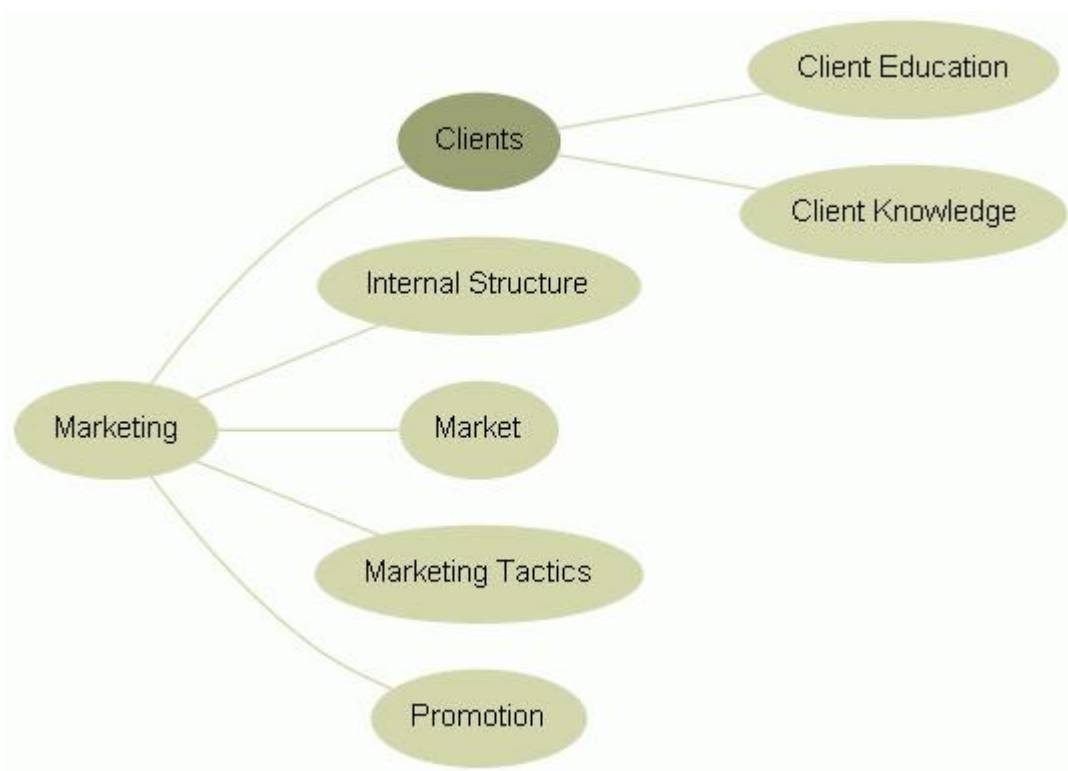 Client Education
Clients
Client Knowledge
Internal Structure
Marketing
Market
Marketing Tactics
Promotion